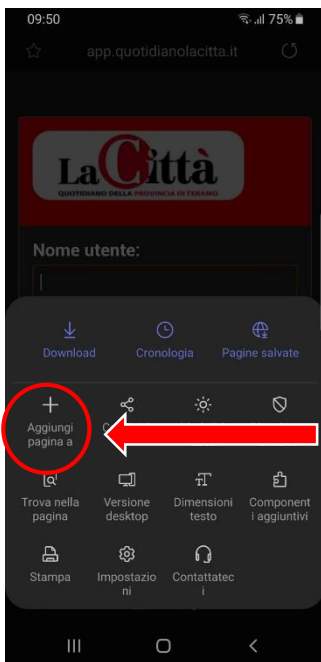 09:50 75%
app.quotidianolacitta.it
La Città
QUOTIDIANO DELLA PROVINCIA DI TERAMO
Nome utente:
Download Cronologia Pagine salvate
Aggiungi
pagina a
Trova nella Versione Dimensioni Component
pagina desktop testo i aggiuntivi
Stampa Impostazio Contattatec
ni i